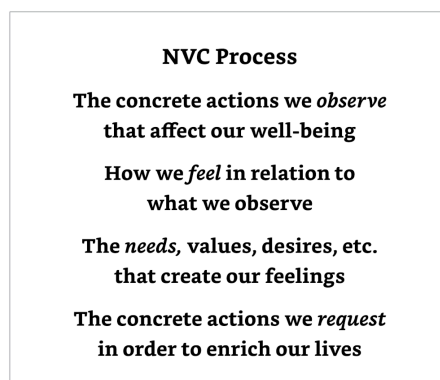 NVC Process
The concrete actions we observe
that affect our well-being
How we feel in relation to
what we observe
The needs, values, desires, etc.
that create our feelings
The concrete actions we request
in order to enrich our lives